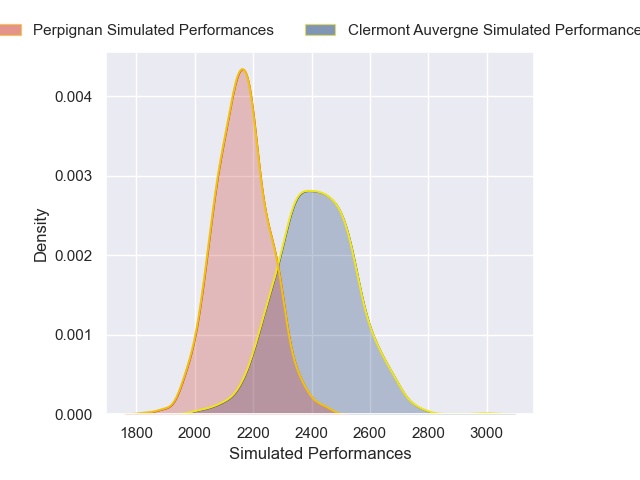 Perpignan Simulated Performances
Clermont Auvergne Simulated Performance
0.004
0.003
0.002
0.001
0.000
Density
1800 2000 2200 2400 2600 2800 3000
Simulated Performances